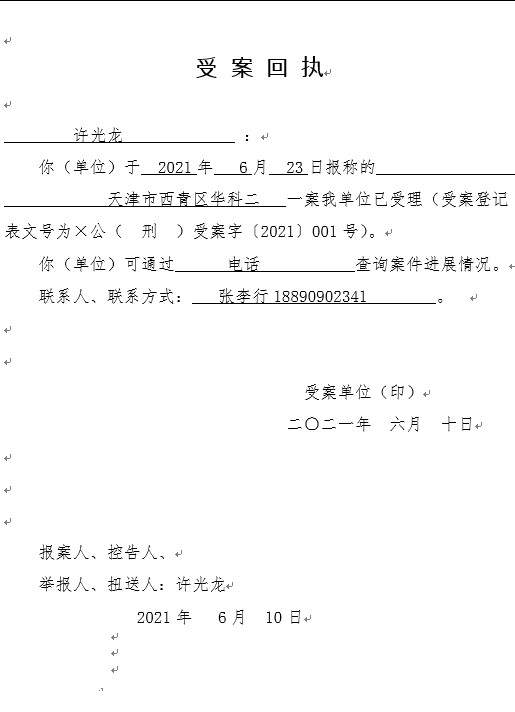 受 案 回 执
许光龙 ：
你（单位）于 2021 年 6 月 23 日报称的
天津市西青区华科二 一案我单位已受理（受案登记
表文号为×公（ 刑 ）受案字〔2021〕001 号）。
你（单位）可通过 电话 查询案件进展情况。
联系人、联系方式： 张李行 18890902341 。
受案单位（印）
二〇二一年 六月 十日
报案人、控告人、
举报人、扭送人：许光龙
2021 年 6 月 10 日